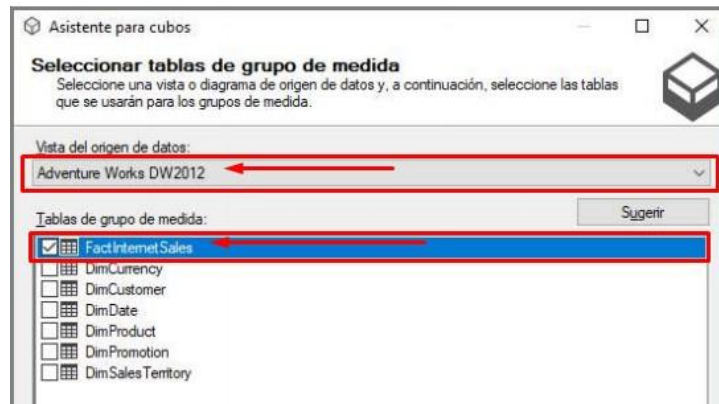 Asistente para cubos
Seleccionar tablas de grupo de medida
Seleccione una vista o diagrama de origen de datos y, a continuación, seleccione las tablas
que se usarán para los grupos de medida.
Vista del origen de datos:
Adventure Works DW2012
Tablas de grupo de medida:
Sugerir
FactInternetSales
DimCurrency
DimCustomer
DimDate
DimProduct
DimPromotion
DimSalesTerritory